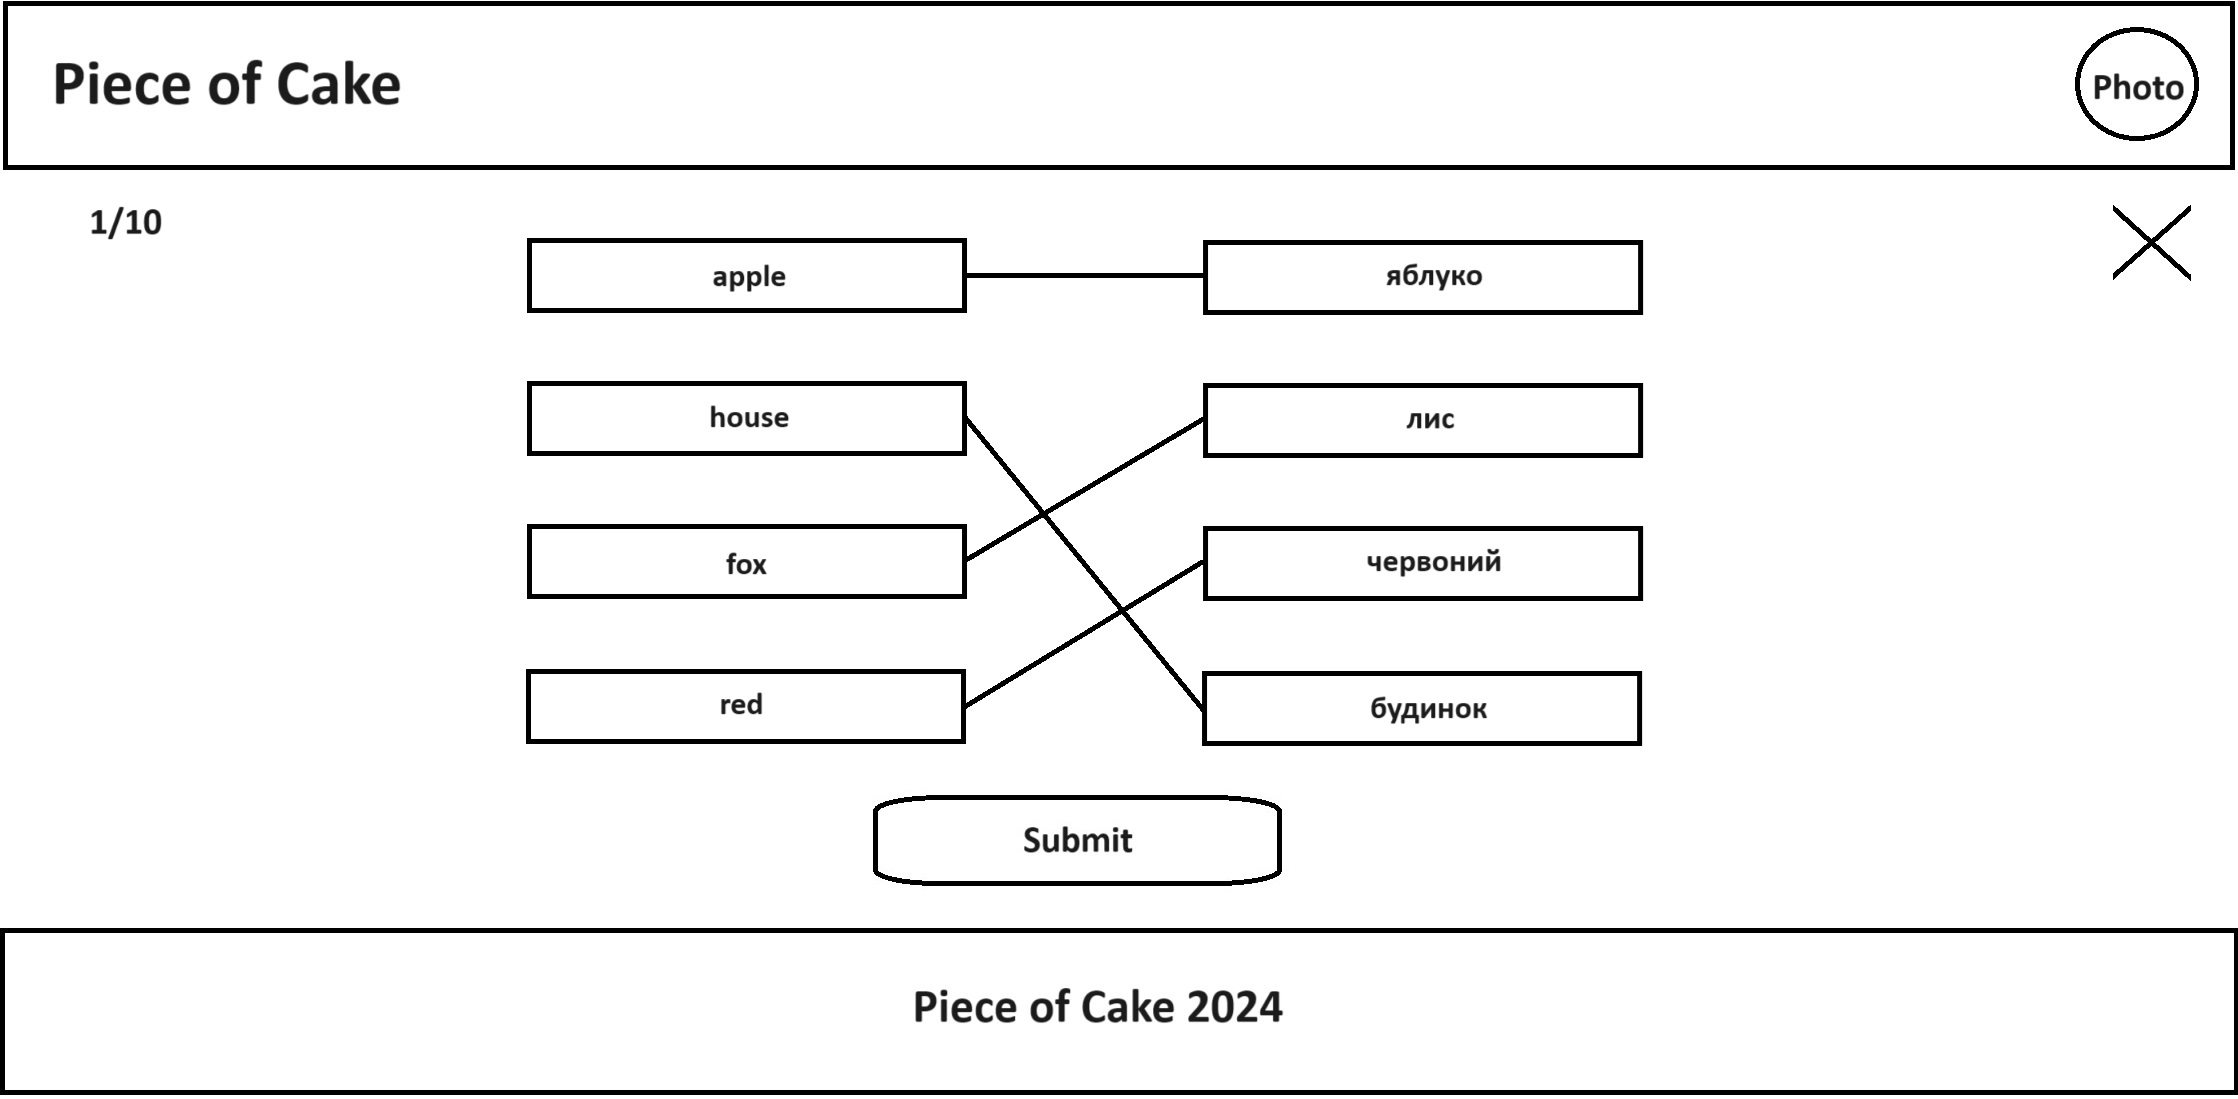 Piece of Cake
Photo
1/10
apple
яблуко
house
лис
fox
червоний
red
будинок
Submit
Piece of Cake 2024